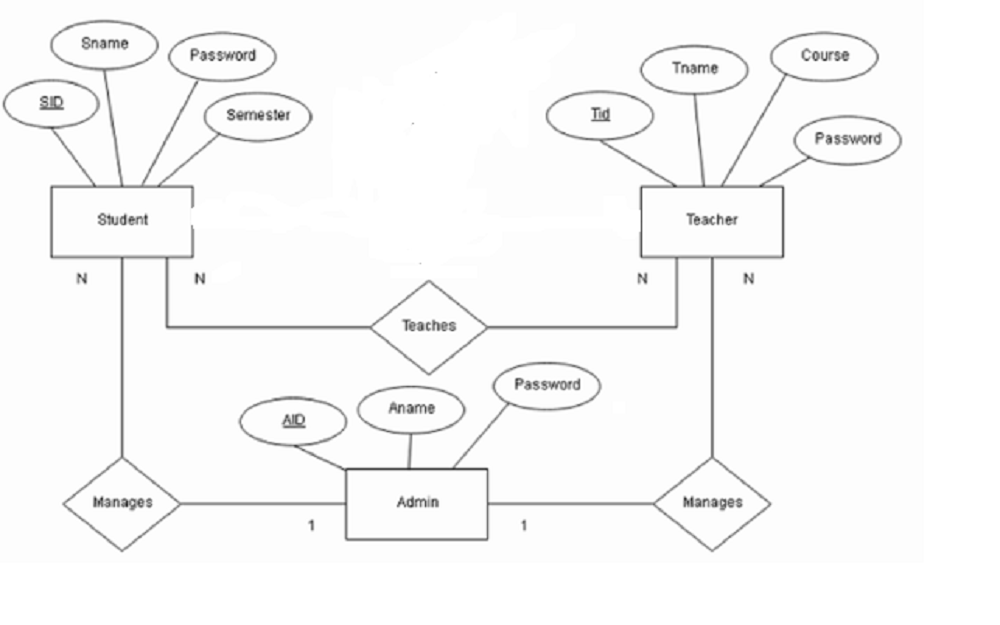 Sname
Password
SID
Semester
Student
N
N
Tname
Course
Tid
Password
Teacher
N
N
Teaches
AID
Aname
Password
Manages
Admin
Manages
1
1